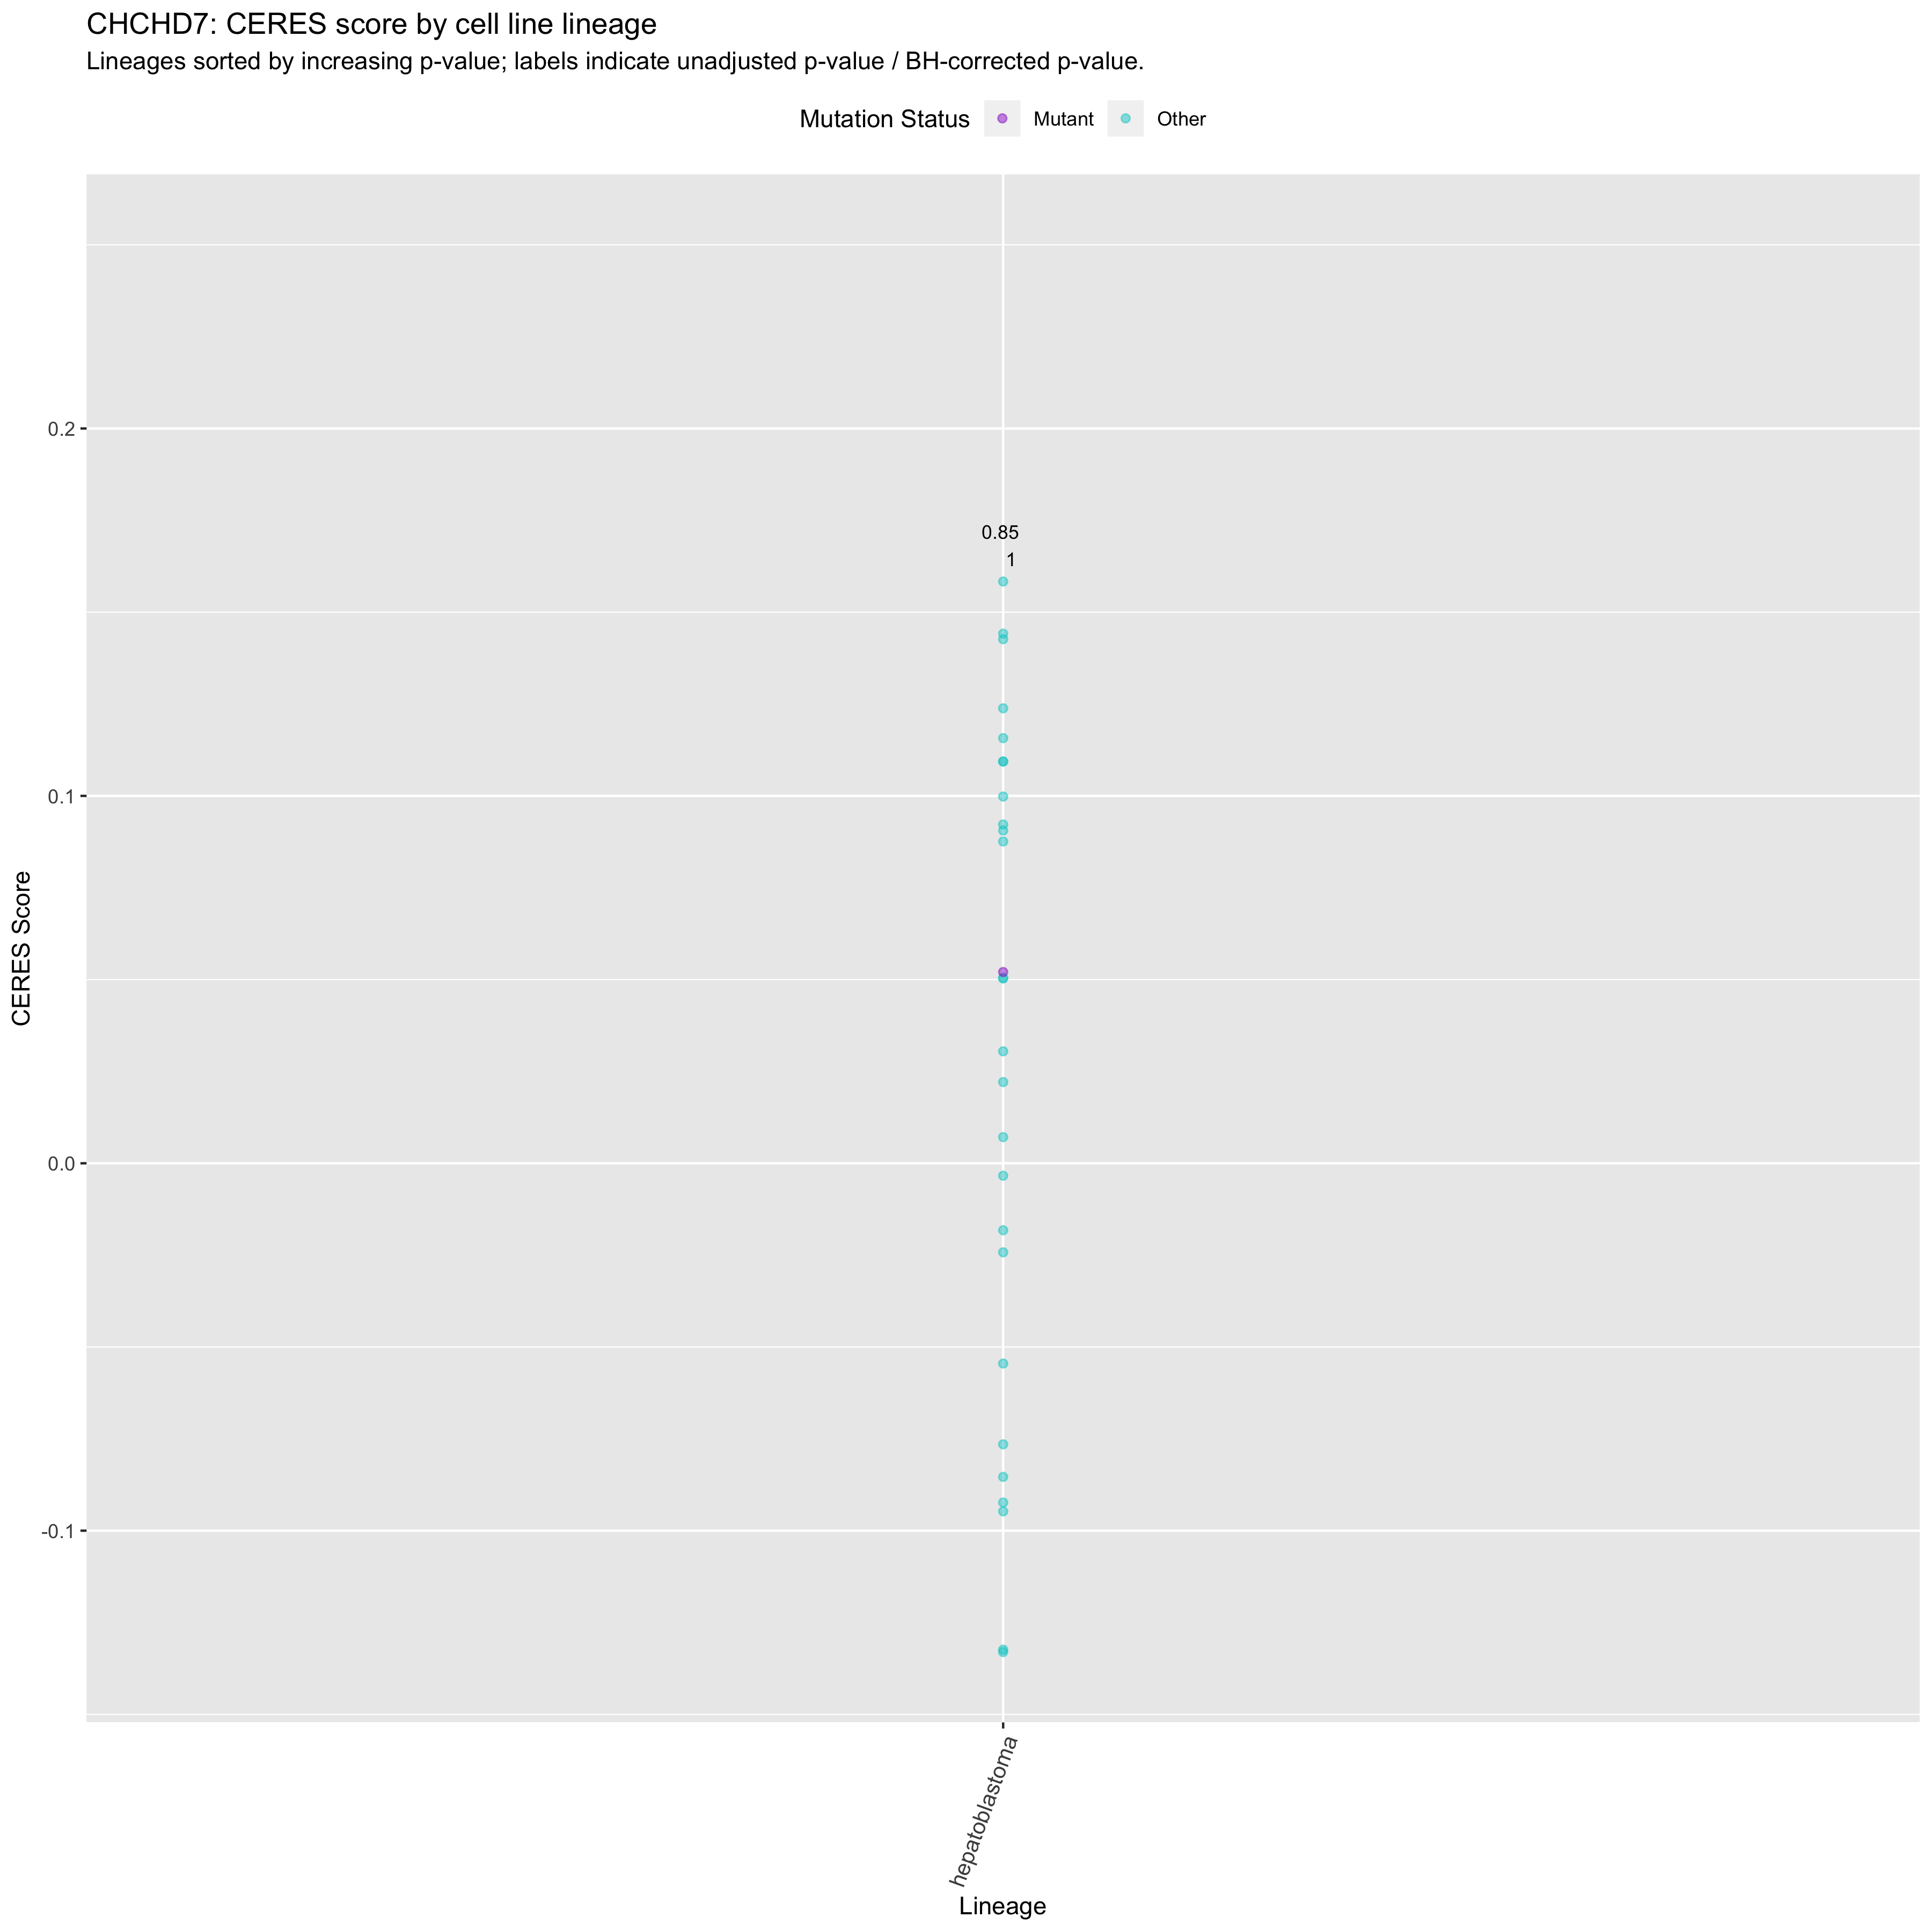 CHCHD7: CERES score by cell line lineage
Lineages sorted by increasing p-value; labels indicate unadjusted p-value / BH-corrected p-value.
Mutation Status Mutant Other
0.2
0.85
1
0.1
CERES Score
0.0
-0.1
hepatoblastoma
Lineage